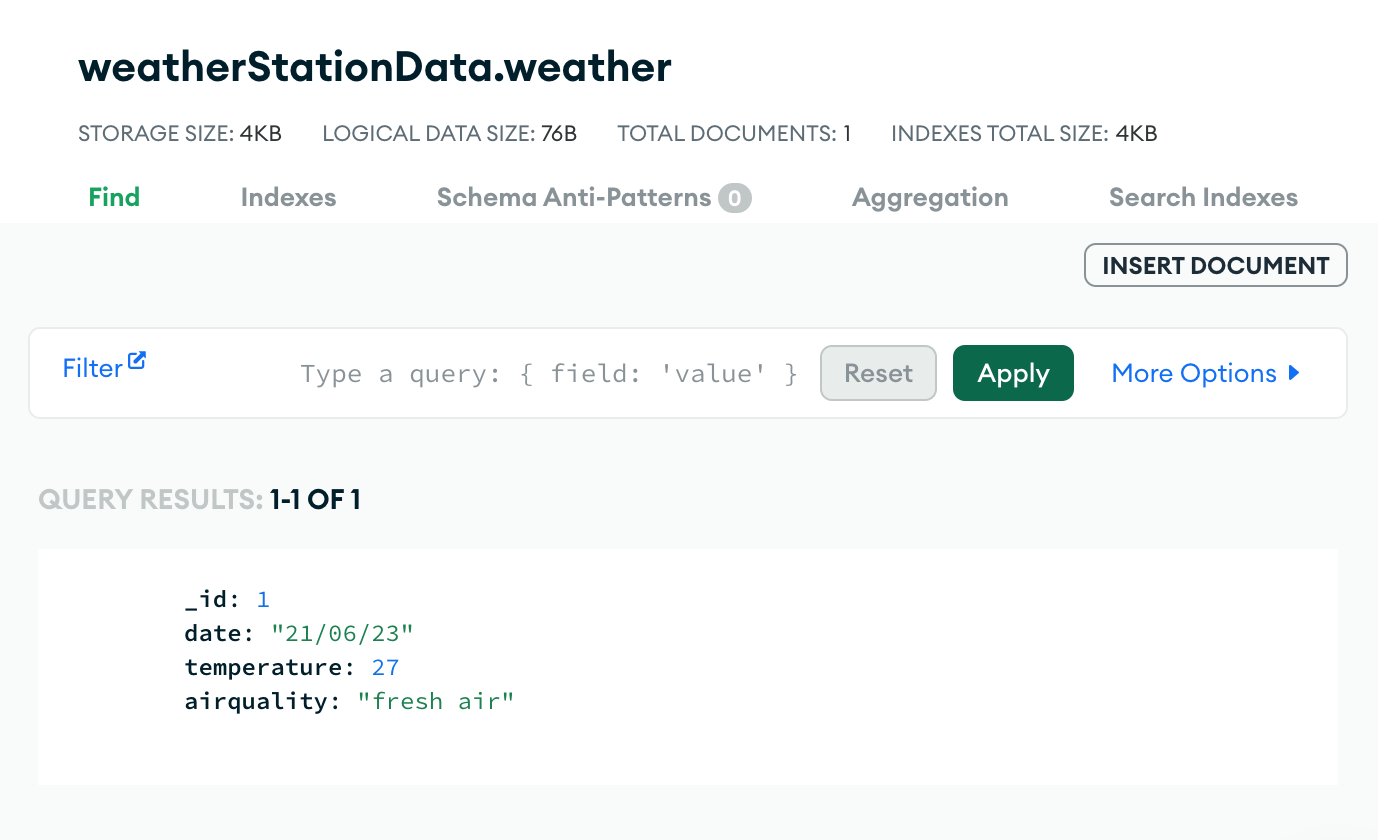 weatherStationData.weather
STORAGE SIZE: 4KB LOGICAL DATA SIZE: 76B TOTAL DOCUMENTS: 1 INDEXES TOTAL SIZE: 4KB
Find Indexes Schema Anti-Patterns 0 Aggregation Search Indexes
INSERT DOCUMENT
Filter Type a query: { field: 'value' } Reset Apply More Options
QUERY RESULTS: 1-1 OF 1
_id: 1
date: "21/06/23"
temperature: 27
airquality: "fresh air"